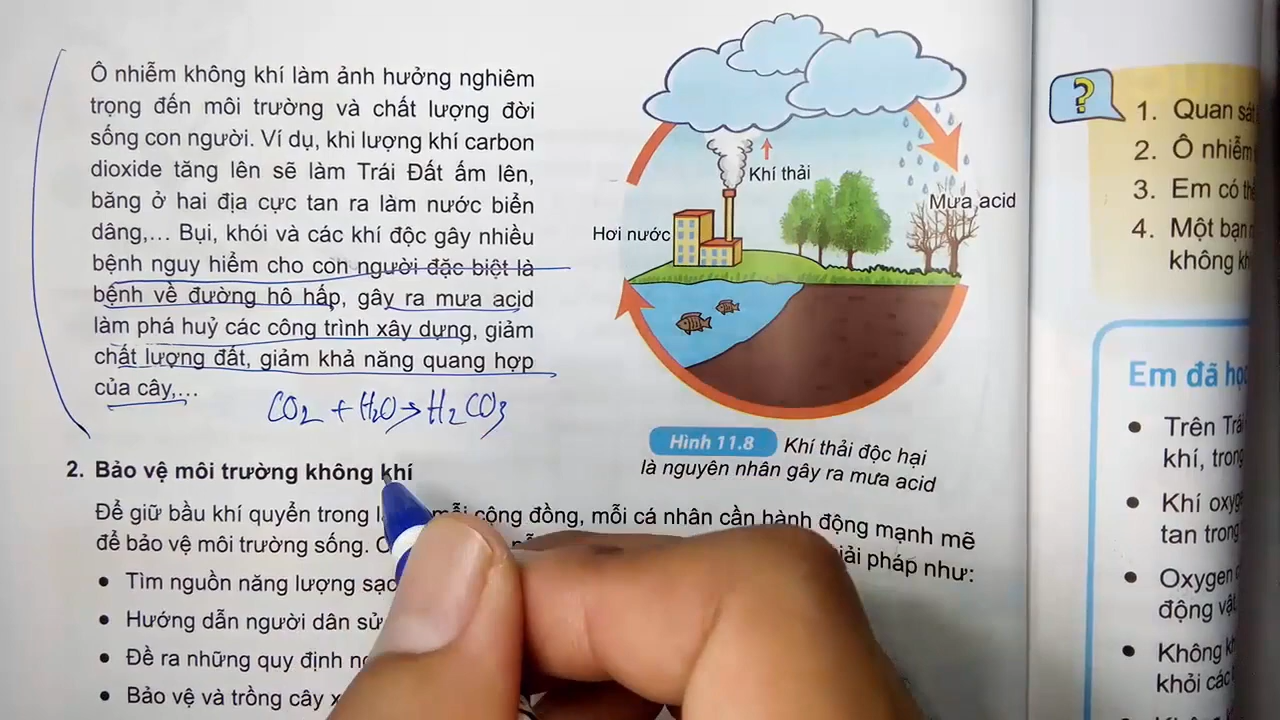 Ô nhiễm không khí làm ảnh hưởng nghiêm
trọng đến môi trường và chất lượng đời
sống con người. Ví dụ, khi lượng khí carbon
dioxide tăng lên sẽ làm Trái Đất ấm lên,
băng ở hai địa cực tan ra làm nước biển
dâng,... Bụi, khói và các khí độc gây nhiều
bệnh nguy hiểm cho con người đặc biệt là
bệnh về đường hô hấp, gây ra mưa acid
làm phá huỷ các công trình xây dựng, giảm
chất lượng đất, giảm khả năng quang hợp
của cây,...
CO2 + H2O → H2CO3
Khí thải
Mưa acid
Hơi nước
Hình 11.8 Khí thải độc hại
là nguyên nhân gây ra mưa acid
2. Bảo vệ môi trường không khí
Để giữ bầu khí quyển trong mỗi cộng đồng, mỗi cá nhân cần hành động mạnh mẽ
để bảo vệ môi trường sống. giải pháp như:
• Tìm nguồn năng lượng
• Hướng dẫn người dân
• Đề ra những quy định
• Bảo vệ và trồng cây
?
1. Quan
2. Ô nhiễm
3. Em có
4. Một bạn
không
Em đã
• Trên
khí,
• Khí
tan trong
• Oxygen
động
• Không
khỏi các